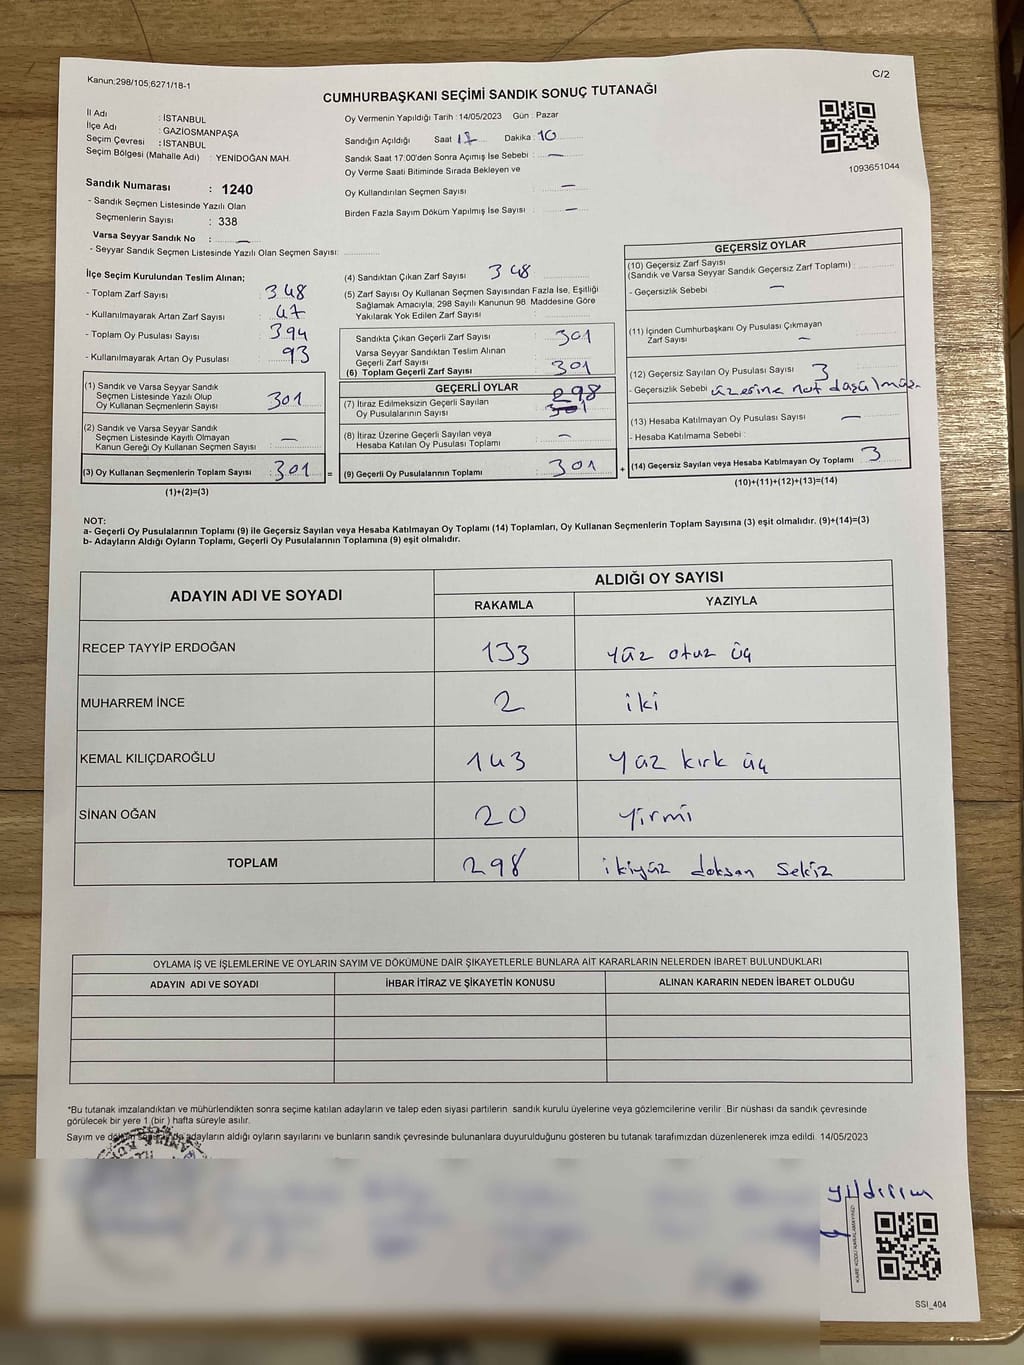 Kanun:298/105,6271/18-1
C/2
CUMHURBAŞKANI SEÇİMİ SANDIK SONUÇ TUTANAĞI
İl Adı : İSTANBUL
İlçe Adı : GAZİOSMANPAŞA
Seçim Çevresi : İSTANBUL
Seçim Bölgesi (Mahalle Adı) : YENİDOĞAN MAH.
Oy Vermenin Yapıldığı Tarih : 14/05/2023 Gün : Pazar
Sandığın Açıldığı Saat 17 Dakika : 10
Sandık Saat 17:00'den Sonra Açımış İse Sebebi : —
Oy Verme Saati Bitiminde Sırada Bekleyen ve
Oy Kullandırılan Seçmen Sayısı : —
Birden Fazla Sayım Döküm Yapılmış İse Sayısı : —
1093651044
Sandık Numarası : 1240
- Sandık Seçmen Listesinde Yazılı Olan
Seçmenlerin Sayısı : 338
Varsa Seyyar Sandık No : —
- Seyyar Sandık Seçmen Listesinde Yazılı Olan Seçmen Sayısı:
İlçe Seçim Kurulundan Teslim Alınan;
- Toplam Zarf Sayısı : 348
- Kullanılmayarak Artan Zarf Sayısı : 47
- Toplam Oy Pusulası Sayısı : 394
- Kullanılmayarak Artan Oy Pusulası : 93
(1) Sandık ve Varsa Seyyar Sandık
Seçmen Listesinde Yazılı Olup
Oy Kullanan Seçmenlerin Sayısı : 301
(2) Sandık ve Varsa Seyyar Sandık
Seçmen Listesinde Kayıtlı Olmayan
Kanun Gereği Oy Kullanan Seçmen Sayısı : —
(3) Oy Kullanan Seçmenlerin Toplam Sayısı : 301 =
(1)+(2)=(3)
(4) Sandıktan Çıkan Zarf Sayısı : 348
(5) Zarf Sayısı Oy Kullanan Seçmen Sayısından Fazla İse, Eşitliği
Sağlamak Amacıyla, 298 Sayılı Kanunun 98. Maddesine Göre
Yakılarak Yok Edilen Zarf Sayısı :
Sandıkta Çıkan Geçerli Zarf Sayısı : 301
Varsa Seyyar Sandıktan Teslim Alınan
Geçerli Zarf Sayısı :
(6) Toplam Geçerli Zarf Sayısı : 301
GEÇERLİ OYLAR
(7) İtiraz Edilmeksizin Geçerli Sayılan
Oy Pusulalarının Sayısı : 298
301
(8) İtiraz Üzerine Geçerli Sayılan veya
Hesaba Katılan Oy Pusulası Toplamı : —
(9) Geçerli Oy Pusulalarının Toplamı : 301 +
GEÇERSİZ OYLAR
(10) Geçersiz Zarf Sayısı
(Sandık ve Varsa Seyyar Sandık Geçersiz Zarf Toplamı) :
- Geçersizlik Sebebi —
(11) İçinden Cumhurbaşkanı Oy Pusulası Çıkmayan
Zarf Sayısı —
(12) Geçersiz Sayılan Oy Pusulası Sayısı : 3
- Geçersizlik Sebebi üzerine not
(13) Hesaba Katılmayan Oy Pusulası Sayısı : —
- Hesaba Katılmama Sebebi :
(14) Geçersiz Sayılan veya Hesaba Katılmayan Oy Toplamı : 3
(10)+(11)+(12)+(13)=(14)
NOT:
a- Geçerli Oy Pusulalarının Toplamı (9) ile Geçersiz Sayılan veya Hesaba Katılmayan Oy Toplamı (14) Toplamları, Oy Kullanan Seçmenlerin Toplam Sayısına (3) eşit olmalıdır. (9)+(14)=(3)
b- Adayların Aldığı Oyların Toplamı, Geçerli Oy Pusulalarının Toplamına (9) eşit olmalıdır.
ADAYIN ADI VE SOYADI ALDIĞI OY SAYISI
RAKAMLA YAZIYLA
RECEP TAYYİP ERDOĞAN 133 yüz otuz üç
MUHARREM İNCE 2 iki
KEMAL KILIÇDAROĞLU 143 yüz kırk üç
SİNAN OĞAN 20 yirmi
TOPLAM 298 ikiyüz doksan sekiz
OYLAMA İŞ VE İŞLEMLERİNE VE OYLARIN SAYIM VE DÖKÜMÜNE DAİR ŞİKAYETLERLE BUNLARA AİT KARARLARIN NELERDEN İBARET BULUNDUKLARI
ADAYIN ADI VE SOYADI İHBAR İTİRAZ VE ŞİKAYETİN KONUSU ALINAN KARARIN NEDEN İBARET OLDUĞU
*Bu tutanak imzalandıktan ve mühürlendikten sonra seçime katılan adayların ve talep eden siyasi partilerin sandık kurulu üyelerine veya gözlemcilerine verilir. Bir nüshası da sandık çevresinde
görülecek bir yere 1 (bir ) hafta süreyle asılır.
Sayım ve adayların aldığı oyların sayılarını ve bunların sandık çevresinde bulunanlara duyurulduğunu gösteren bu tutanak tarafımızdan düzenlenerek imza edildi. 14/05/2023
yıldırım
SSI_404